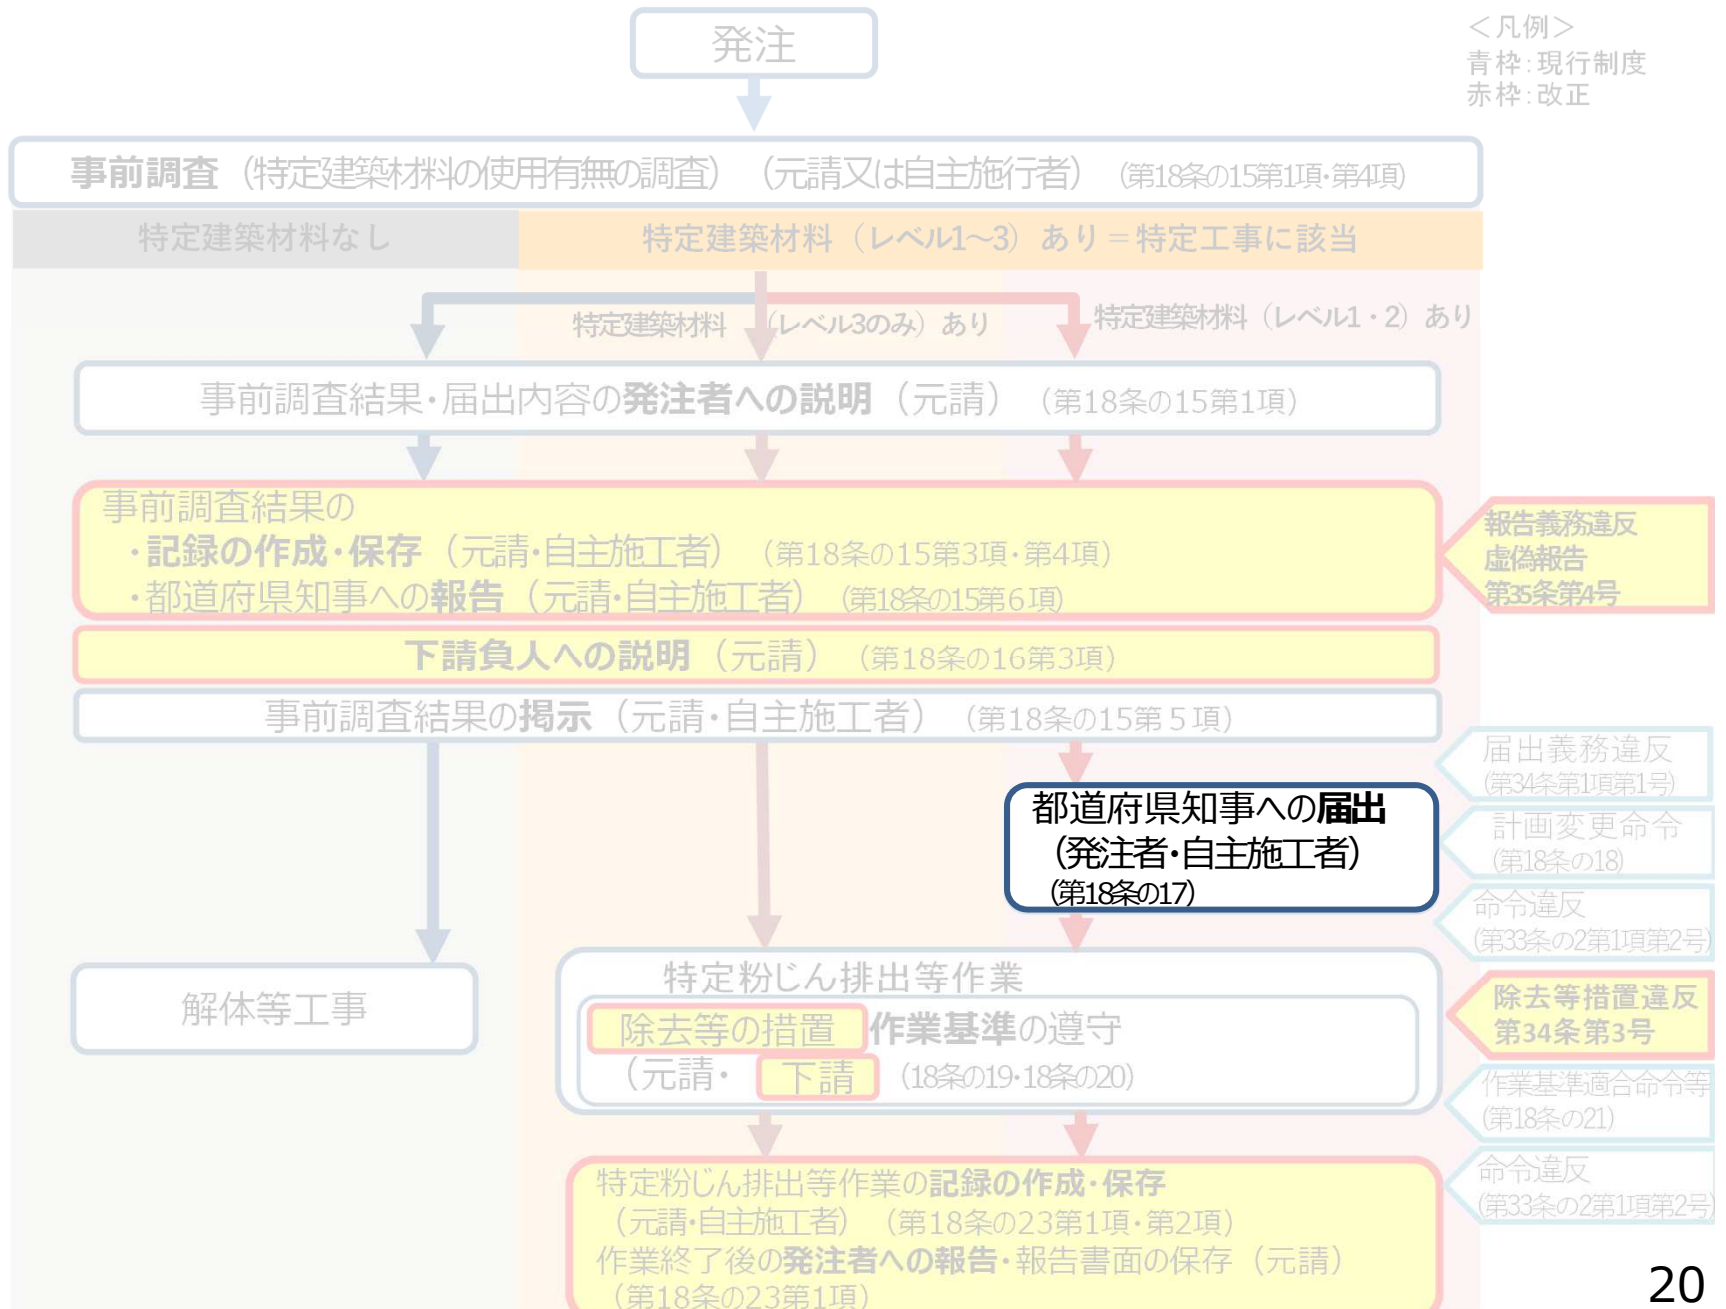 発注
＜凡例＞
青枠：現行制度
赤枠：改正
事前調査（特定建築材料の使用有無の調査）（元請又は自主施行者）（第18条の15第1項・第4項）
特定建築材料なし
特定建築材料（レベル1～3）あり＝特定工事に該当
特定建築材料（レベル3のみ）あり
特定建築材料（レベル1・2）あり
事前調査結果・届出内容の発注者への説明（元請）（第18条の15第1項）
事前調査結果の
・記録の作成・保存（元請・自主施工者）（第18条の15第3項・第4項）
・都道府県知事への報告（元請・自主施工者）（第18条の15第６項）
報告義務違反
虚偽報告
第35条第4号
下請負人への説明（元請）（第18条の16第3項）
事前調査結果の掲示（元請・自主施工者）（第18条の15第５項）
届出義務違反
（第34条第1項第1号）
都道府県知事への届出
（発注者・自主施工者）
（第18条の17）
計画変更命令
（第18条の18）
命令違反
（第33条の2第1項第2号）
解体等工事
特定粉じん排出等作業
除去等の措置 作業基準の遵守
（元請・ 下請 （18条の19・18条の20）
除去等措置違反
第34条第3号
作業基準適合命令等
（第18条の21）
命令違反
（第33条の2第1項第2号）
特定粉じん排出等作業の記録の作成・保存
（元請・自主施工者）（第18条の23第1項・第2項）
作業終了後の発注者への報告・報告書面の保存（元請）
（第18条の23第1項）
20